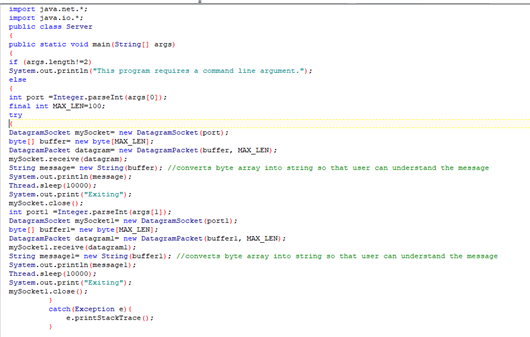 import java.net.*;
import java.io.*;
public class Server
{
public static void main(String[] args)
{
if (args.length!=2)
System.out.println("This program requires a command line argument.");
else
{
int port =Integer.parseInt(args[0]);
final int MAX_LEN=100;
try
{
DatagramSocket mySocket= new DatagramSocket(port);
byte[] buffer= new byte[MAX_LEN];
DatagramPacket datagram= new DatagramPacket(buffer, MAX_LEN);
mySocket.receive(datagram);
String message= new String(buffer); //converts byte array into string so that user can understand the message
System.out.println(message);
Thread.sleep(10000);
System.out.print("Exiting");
mySocket.close();
int port1 =Integer.parseInt(args[1]);
DatagramSocket mySocket1= new DatagramSocket(port1);
byte[] buffer1= new byte[MAX_LEN];
DatagramPacket datagram1= new DatagramPacket(buffer1, MAX_LEN);
mySocket1.receive(datagram1);
String message1= new String(buffer1); //converts byte array into string so that user can understand the message
System.out.println(message1);
Thread.sleep(10000);
System.out.print("Exiting");
mySocket1.close();
}
catch(Exception e){
e.printStackTrace();
}